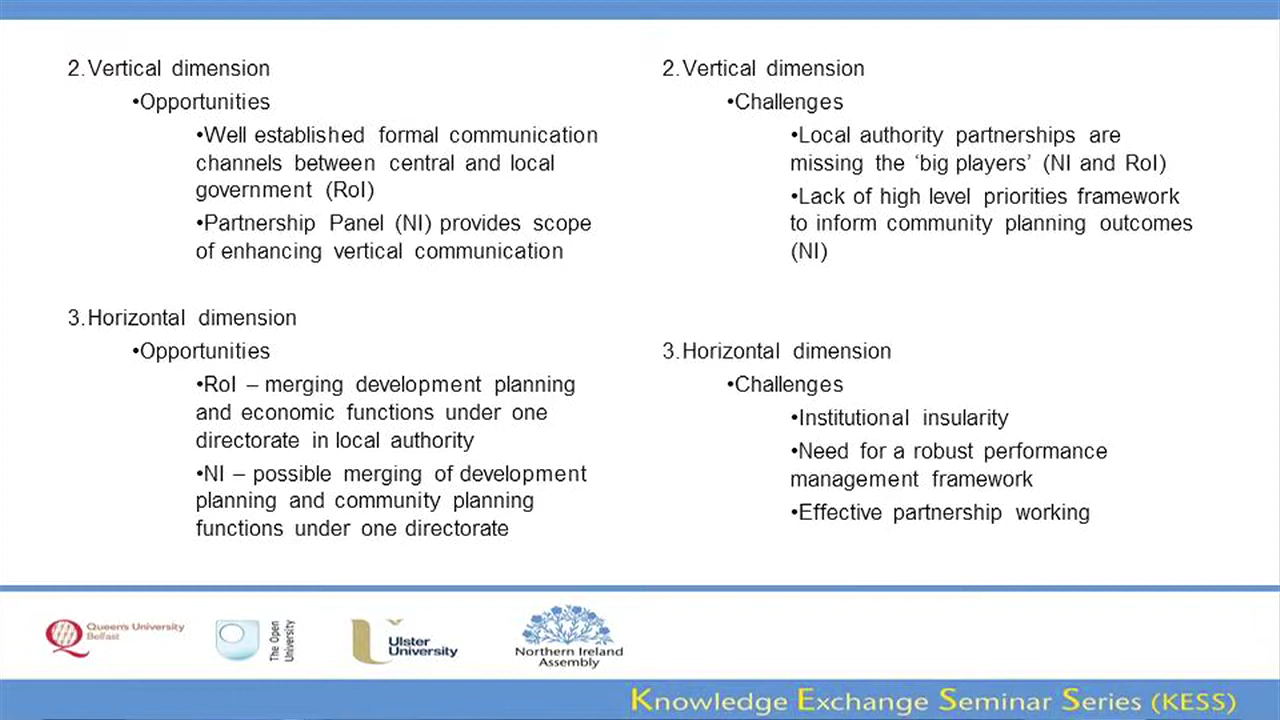 2.Vertical dimension
•Opportunities
•Well established formal communication
channels between central and local
government (RoI)
•Partnership Panel (NI) provides scope
of enhancing vertical communication
3.Horizontal dimension
•Opportunities
•RoI – merging development planning
and economic functions under one
directorate in local authority
•NI – possible merging of development
planning and community planning
functions under one directorate
2.Vertical dimension
•Challenges
•Local authority partnerships are
missing the ‘big players’ (NI and RoI)
•Lack of high level priorities framework
to inform community planning outcomes
(NI)
3.Horizontal dimension
•Challenges
•Institutional insularity
•Need for a robust performance
management framework
•Effective partnership working
Queen's University
Belfast
The Open
University
Ulster
University
Northern Ireland
Assembly
Knowledge Exchange Seminar Series (KESS)